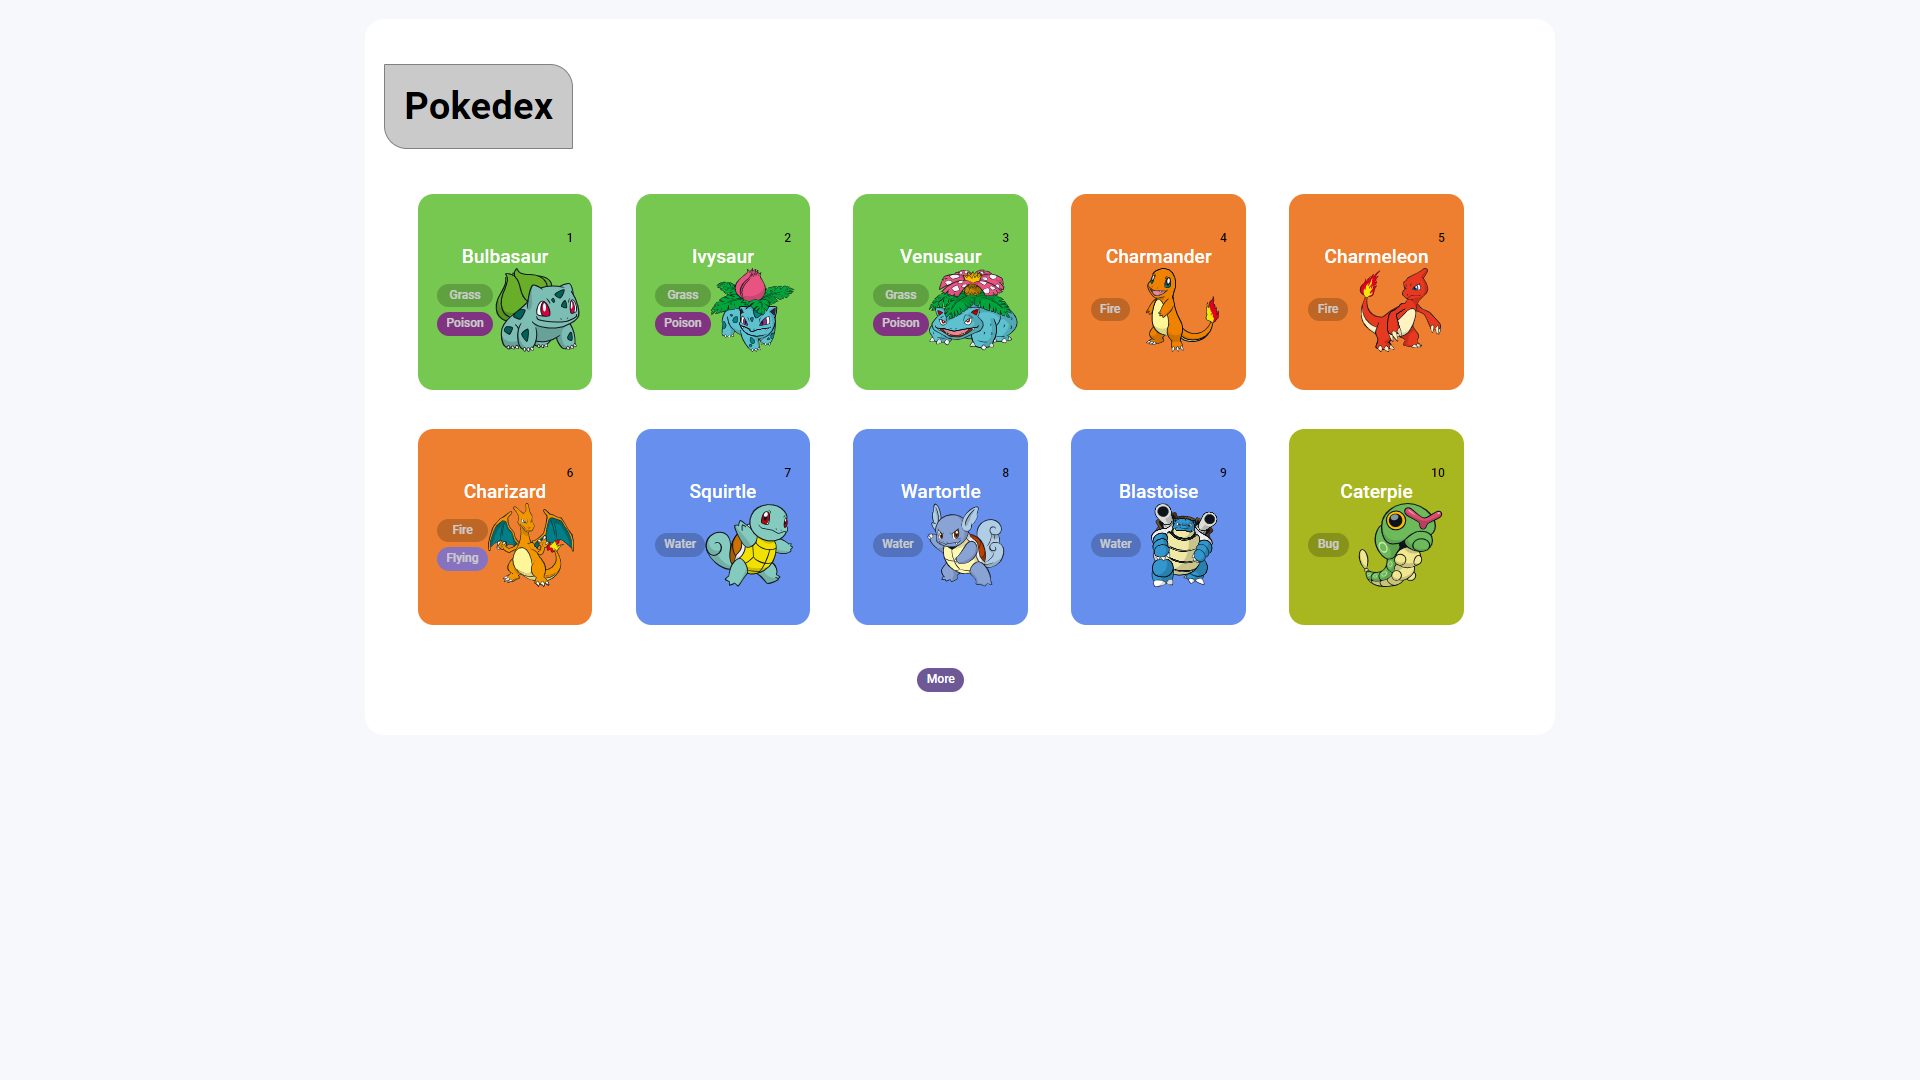 Pokedex
1
Bulbasaur
Grass
Poison
2
Ivysaur
Grass
Poison
3
Venusaur
Grass
Poison
4
Charmander
Fire
5
Charmeleon
Fire
6
Charizard
Fire
Flying
7
Squirtle
Water
8
Wartortle
Water
9
Blastoise
Water
10
Caterpie
Bug
More